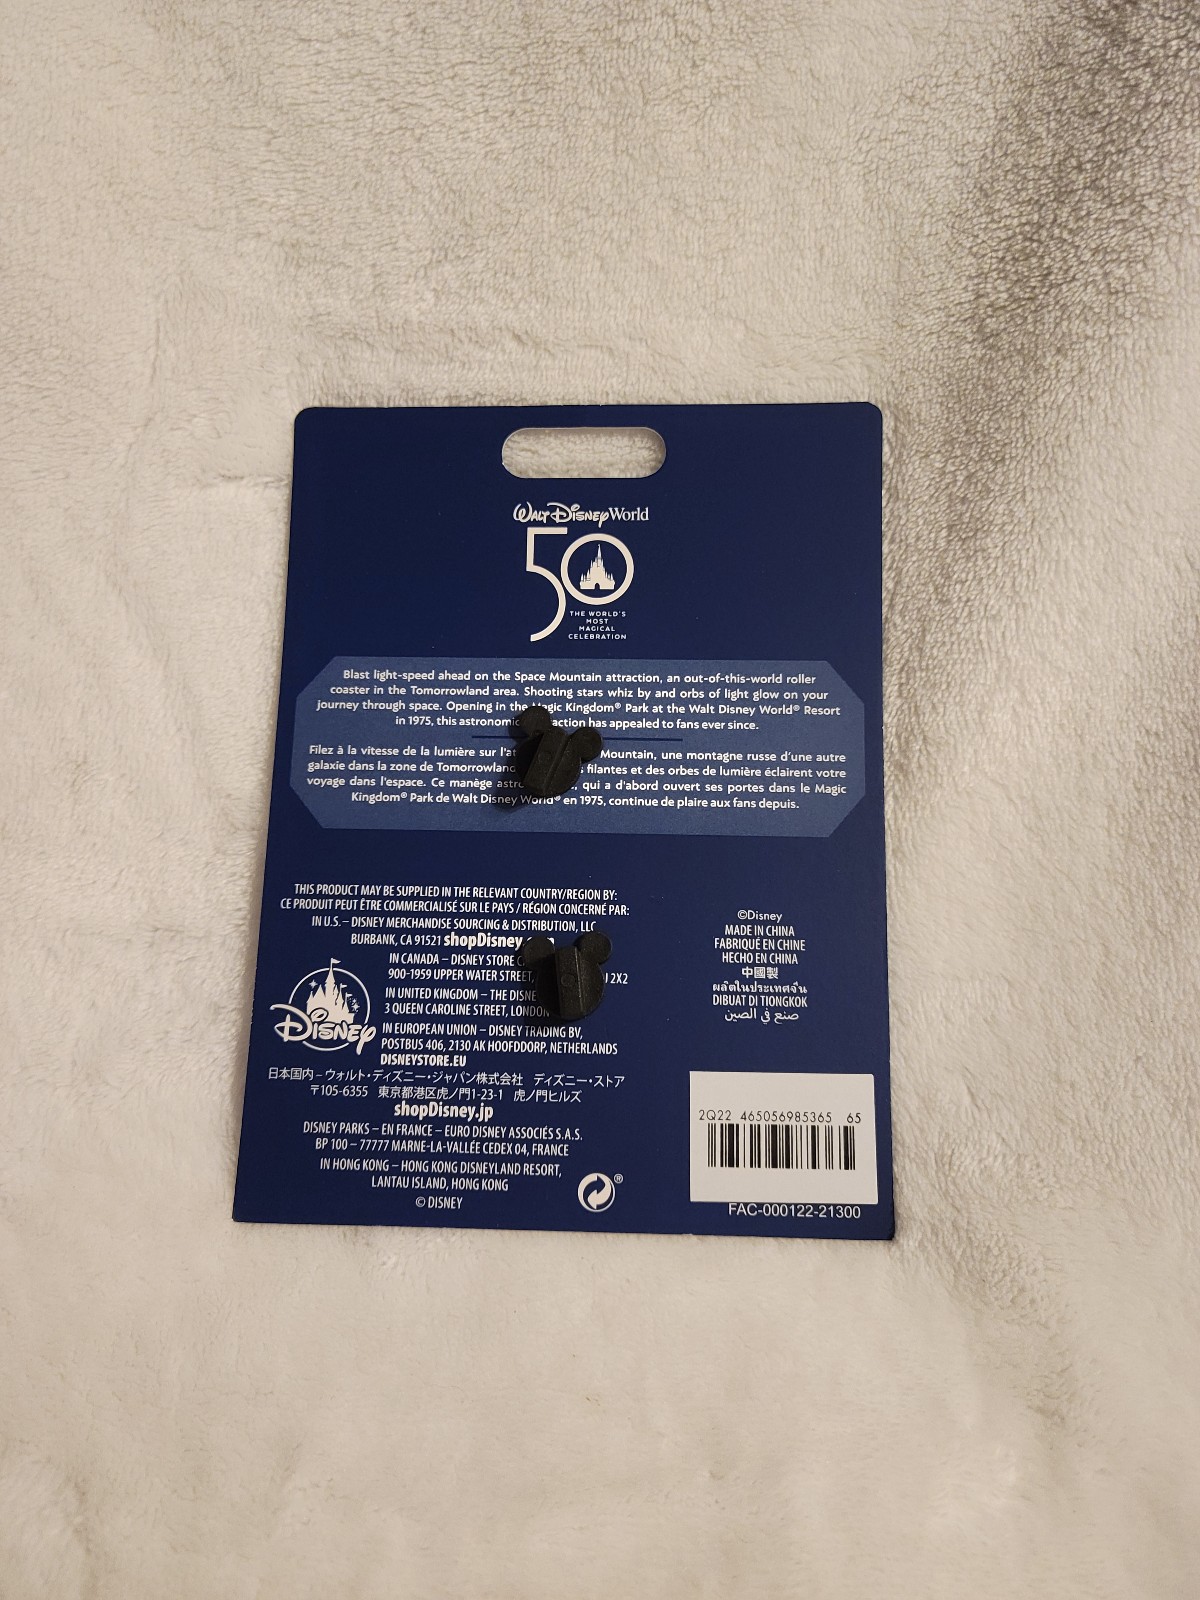 WALT DISNEY World
50
THE WORLD'S
MOST
MAGICAL
CELEBRATION
Blast light-speed ahead on the Space Mountain attraction, an out-of-this-world roller
coaster in the Tomorrowland area. Shooting stars whiz by and orbs of light glow on your
journey through space. Opening in the Magic Kingdom® Park at the Walt Disney World® Resort
in 1975, this has appealed to fans ever since.
Filez à la vitesse de la lumière sur Mountain, une montagne russe d'une autre
galaxie dans la zone de Tomorrowland filantes et des orbes de lumière éclairent votre
voyage dans l'espace. Ce manège qui a d'abord ouvert ses portes dans le Magic
Kingdom® Park de Walt Disney World® en 1975, continue de plaire aux fans depuis.
THIS PRODUCT MAY BE SUPPLIED IN THE RELEVANT COUNTRY/REGION BY:
CE PRODUIT PEUT ÊTRE COMMERCIALISÉ SUR LE PAYS / RÉGION CONCERNÉ PAR:
IN U.S. – DISNEY MERCHANDISE SOURCING & DISTRIBUTION, LLC
BURBANK, CA 91521 shopDisney
IN CANADA – DISNEY STORE
900-1959 UPPER WATER STREET, 2X2
IN UNITED KINGDOM – THE
3 QUEEN CAROLINE STREET, LONDON
IN EUROPEAN UNION – DISNEY TRADING BV,
POSTBUS 406, 2130 AK HOOFDDORP, NETHERLANDS
DISNEYSTORE.EU
DISNEY
日本国内 – ウォルト・ディズニー・ジャパン株式会社 ディズニー・ストア
〒105-6355 東京都港区虎ノ門1-23-1 虎ノ門ヒルズ
shopDisney.jp
DISNEY PARKS – EN FRANCE – EURO DISNEY ASSOCIÉS S.A.S.
BP 100 – 77777 MARNE-LA-VALLÉE CEDEX 04, FRANCE
IN HONG KONG – HONG KONG DISNEYLAND RESORT,
LANTAU ISLAND, HONG KONG
© DISNEY
®
©Disney
MADE IN CHINA
FABRIQUÉ EN CHINE
HECHO EN CHINA
中國製
ผลิตในประเทศจีน
DIBUAT DI TIONGKOK
صنع في الصين
2Q22 465056985365 65
FAC-000122-21300